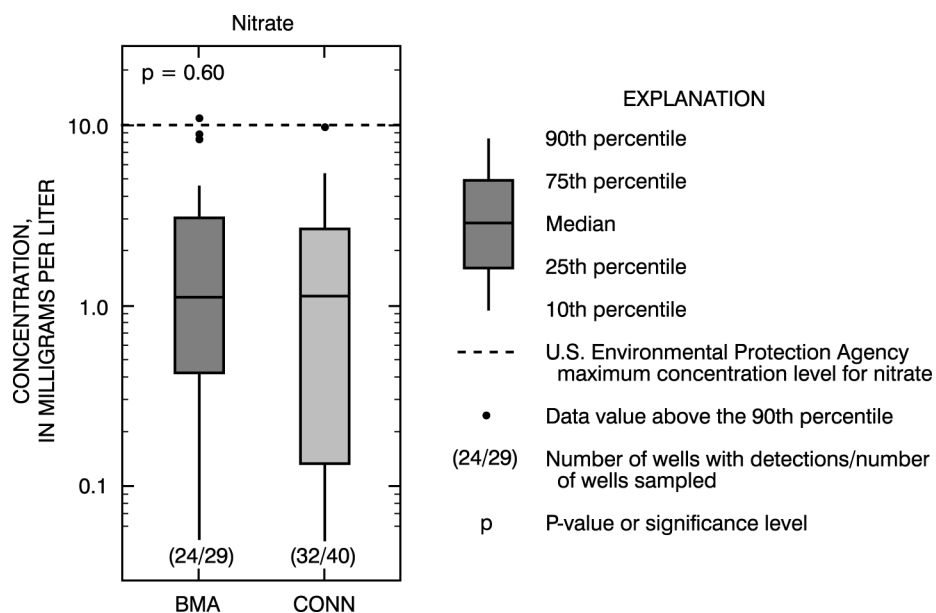 Nitrate
p = 0.60
10.0
1.0
0.1
CONCENTRATION,
IN MILLIGRAMS PER LITER
(24/29)
(32/40)
BMA
CONN
EXPLANATION
90th percentile
75th percentile
Median
25th percentile
10th percentile
U.S. Environmental Protection Agency
maximum concentration level for nitrate
Data value above the 90th percentile
(24/29)
Number of wells with detections/number
of wells sampled
p
P-value or significance level